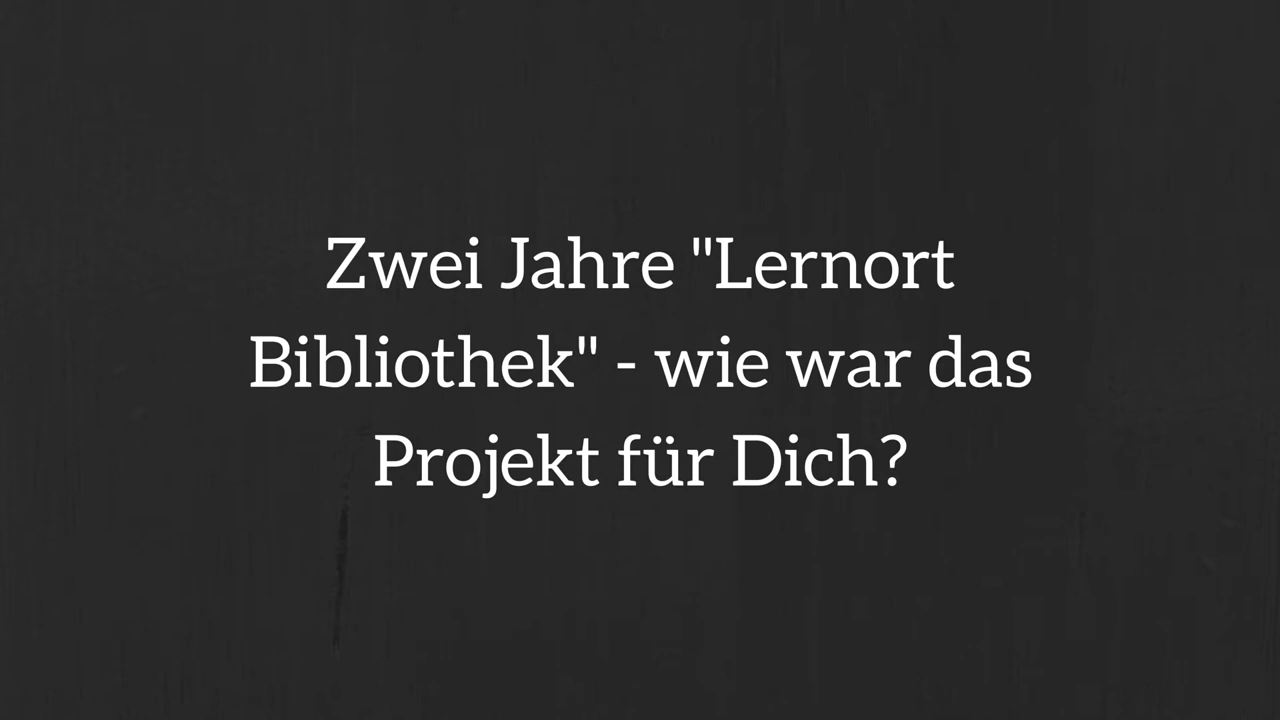 Zwei Jahre "Lernort
Bibliothek" - wie war das
Projekt für Dich?